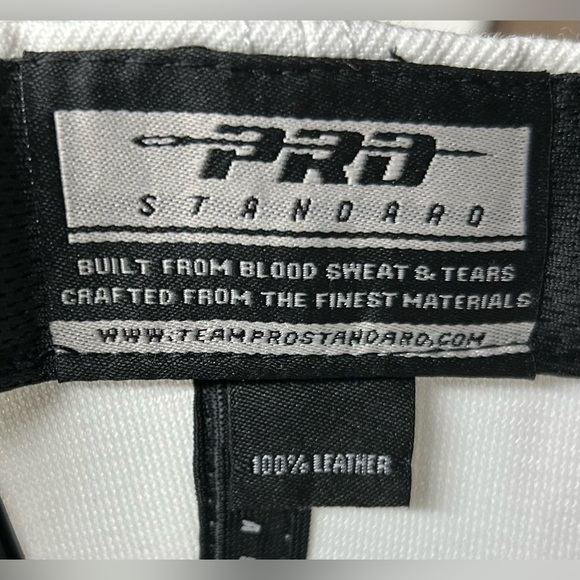 PRO
STANDARD
BUILT FROM BLOOD SWEAT & TEARS
CRAFTED FROM THE FINEST MATERIALS
WWW.TEAMPROSTANDARD.COM
100% LEATHER